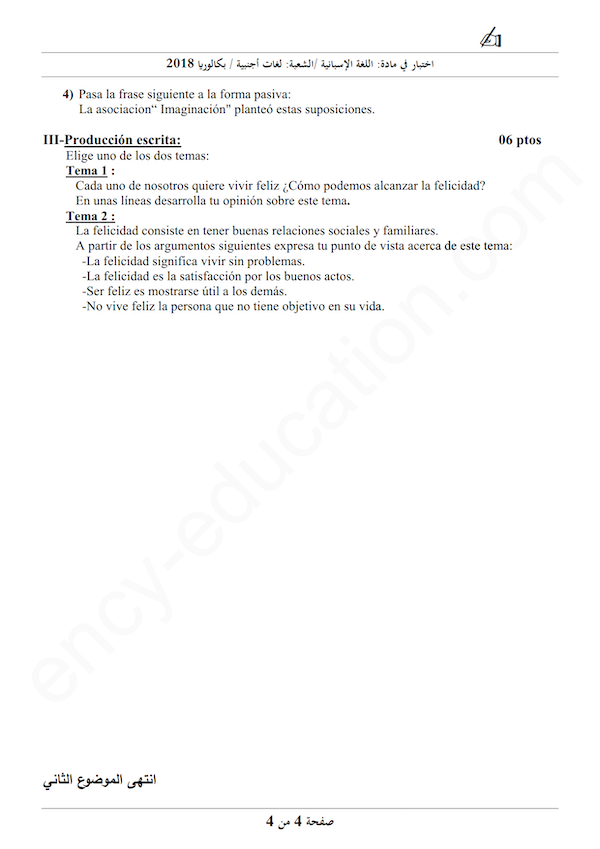 اختبار في مادة: اللغة الإسبانية /الشعبة: لغات أجنبية / بكالوريا 2018
4) Pasa la frase siguiente a la forma pasiva:
La asociacion“ Imaginación" planteó estas suposiciones.
III-Producción escrita: 06 ptos
Elige uno de los dos temas:
Tema 1 :
Cada uno de nosotros quiere vivir feliz ¿Cómo podemos alcanzar la felicidad?
En unas líneas desarrolla tu opinión sobre este tema.
Tema 2 :
La felicidad consiste en tener buenas relaciones sociales y familiares.
A partir de los argumentos siguientes expresa tu punto de vista acerca de este tema:
-La felicidad significa vivir sin problemas.
-La felicidad es la satisfacción por los buenos actos.
-Ser feliz es mostrarse útil a los demás.
-No vive feliz la persona que no tiene objetivo en su vida.
ency-education.com
انتهى الموضوع الثاني
صفحة 4 من 4